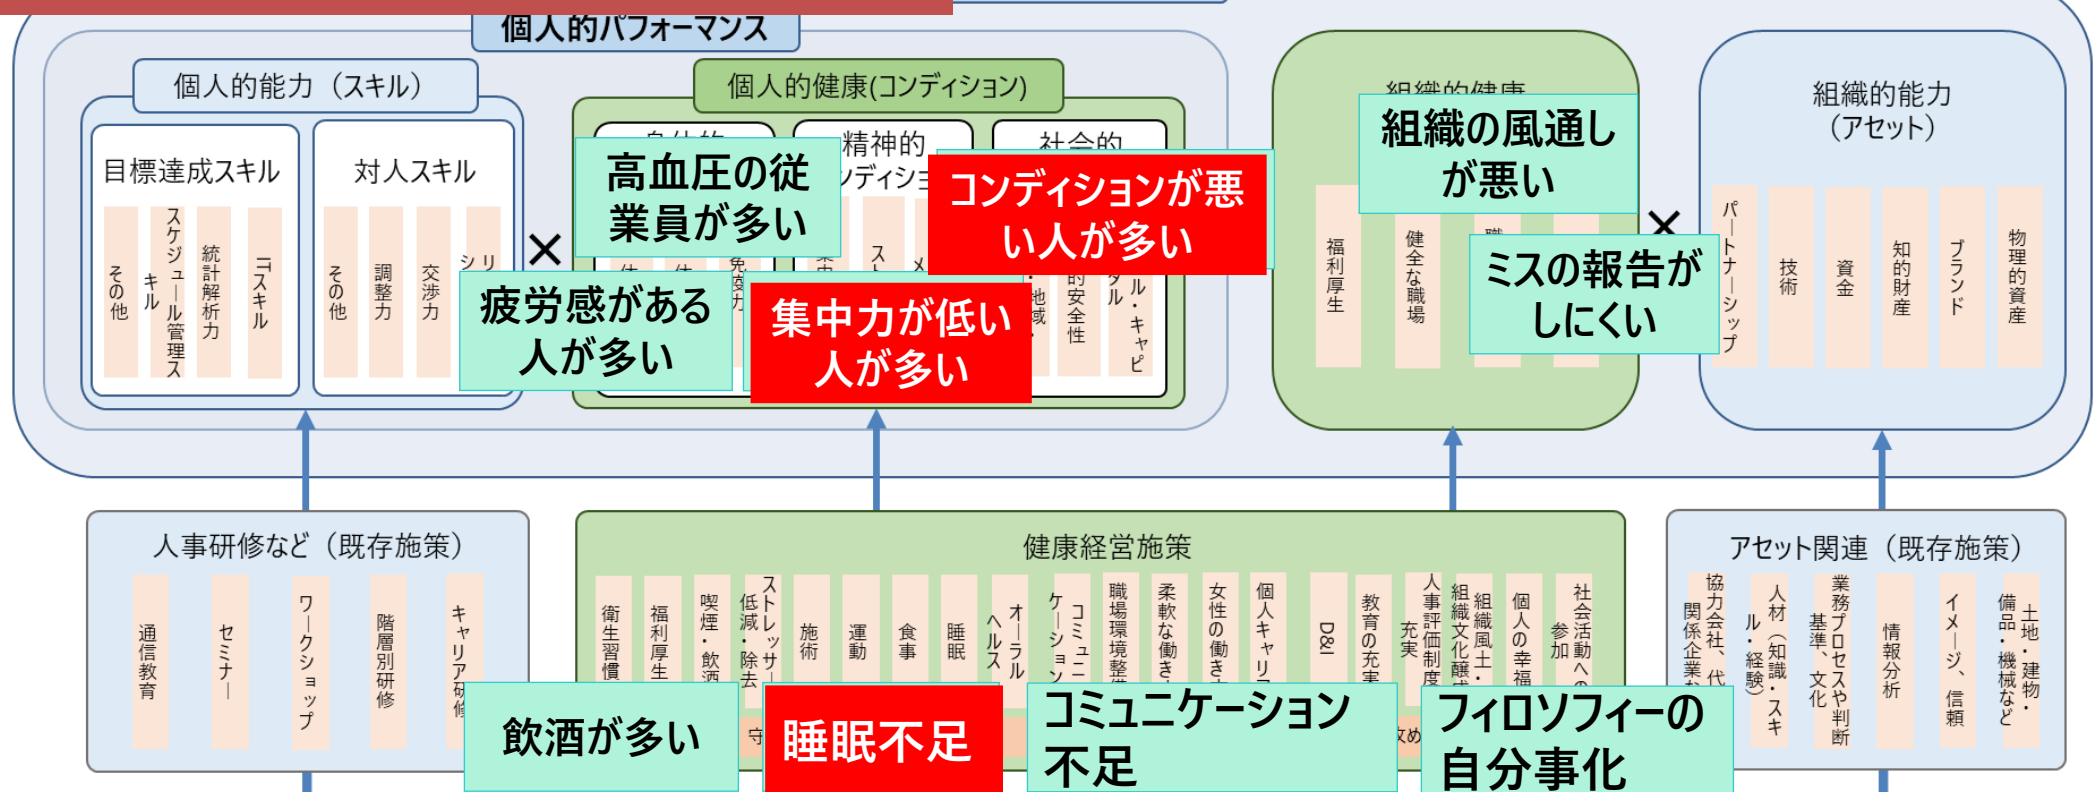 個人的パフォーマンス
個人的能力（スキル）
目標達成スキル
その他
スケジュール管理ス
キル
統計解析力
ITスキル
対人スキル
その他
調整力
交渉力
×
個人的健康(コンディション)
精神的
社会的
高血圧の従
業員が多い
コンディションが悪
い人が多い
疲労感がある
人が多い
集中力が低い
人が多い
的安全性
ル・キャピ
タル
組織の風通し
が悪い
ミスの報告が
しにくい
福利厚生
健全な職場
×
組織的能力
（アセット）
パートナーシップ
技術
資金
知的財産
ブランド
物理的資産
人事研修など（既存施策）
通信教育
セミナー
ワークショップ
階層別研修
キャリア研修
健康経営施策
衛生習慣
福利厚生
喫煙・飲酒
ストレッサー
低減・除去
施術
運動
食事
睡眠
オーラル
ヘルス
コミュニ
ケーション
職場環境整備
柔軟な働き
女性の働き
個人キャリア
D&I
教育の充実
人事評価制度
充実
組織風土・
組織文化醸成
個人の幸福
社会活動への
参加
守
攻め
飲酒が多い
睡眠不足
コミュニケーション
不足
フィロソフィーの
自分事化
アセット関連（既存施策）
協力会社、代
関係企業な
人材（知識・スキ
ル・経験）
業務プロセスや判断
基準、文化
情報分析
イメージ、信頼
土地・建物・
備品・機械など